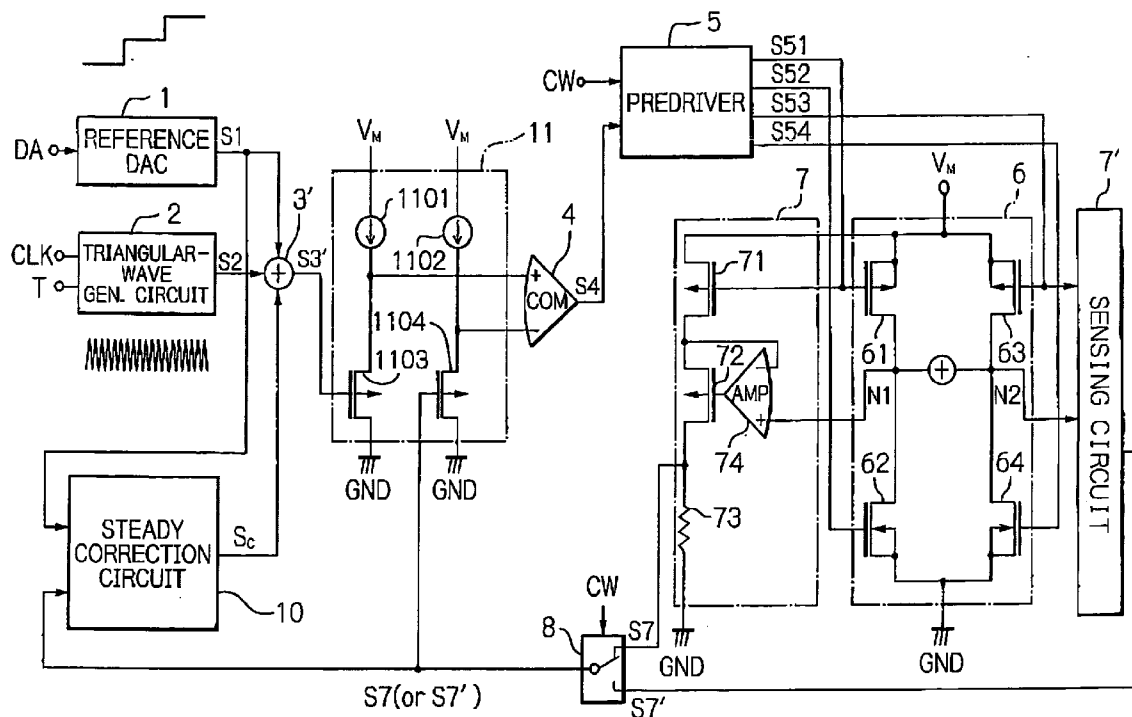 5
S51
S52
S53
S54
CW
PREDRIVER
1
DA
REFERENCE
DAC
S1
11
VM
VM
2
3'
CLK
T
TRIANGULAR-
WAVE
GEN. CIRCUIT
S2
S3'
1101
1102
4
+
COM
-
S4
1104
1103
GND
GND
7
VM
6
7'
71
61
63
72
AMP
-
+
74
N1
N2
SENSING CIRCUIT
62
64
73
GND
GND
STEADY
CORRECTION
CIRCUIT
Sc
10
CW
8
S7
S7'
S7(or S7')